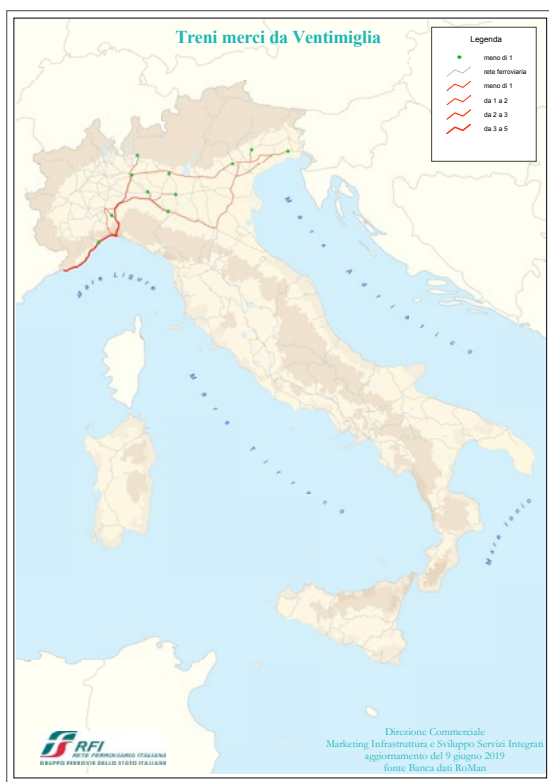 Treni merci da Ventimiglia
Legenda
meno di 1
rete ferroviaria
meno di 1
da 1 a 2
da 2 a 3
da 3 a 5
Mare Adriatico
Mare Ligure
Mare Tirreno
Mare Ionio
RFI
RETE FERROVIARIA ITALIANA
GRUPPO FERROVIE DELLO STATO ITALIANE
Direzione Commerciale
Marketing Infrastruttura e Sviluppo Servizi Integrati
aggiornamento del 9 giugno 2019
fonte Banca dati RoMan